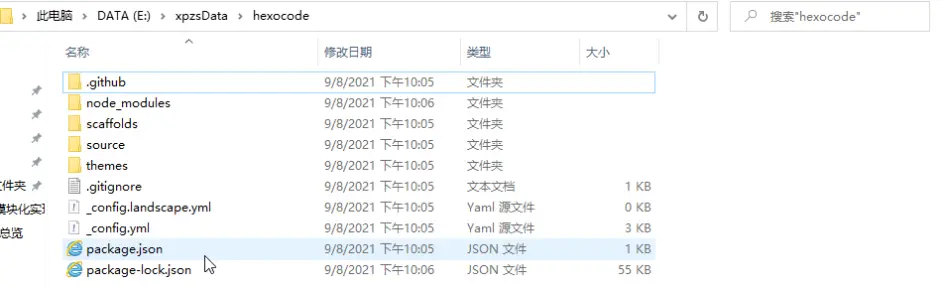 此电脑 > DATA (E:) > xpzsData > hexocode 搜索"hexocode"
名称 修改日期 类型 大小
.github 9/8/2021 下午10:05 文件夹
node_modules 9/8/2021 下午10:06 文件夹
scaffolds 9/8/2021 下午10:05 文件夹
source 9/8/2021 下午10:05 文件夹
themes 9/8/2021 下午10:05 文件夹
文件夹 .gitignore 9/8/2021 下午10:05 文本文档 1 KB
模块化实 _config.landscape.yml 9/8/2021 下午10:05 Yaml 源文件 0 KB
总览 _config.yml 9/8/2021 下午10:05 Yaml 源文件 3 KB
package.json 9/8/2021 下午10:05 JSON 文件 1 KB
package-lock.json 9/8/2021 下午10:06 JSON 文件 55 KB